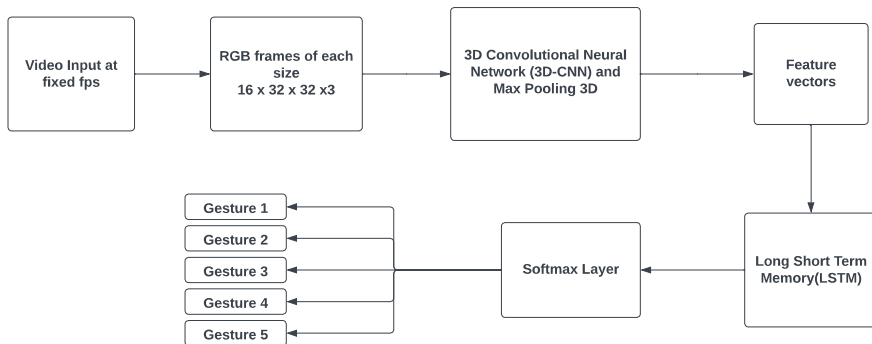 Video Input at
fixed fps
RGB frames of each
size
16 x 32 x 32 x3
3D Convolutional Neural
Network (3D-CNN) and
Max Pooling 3D
Feature
vectors
Long Short Term
Memory(LSTM)
Softmax Layer
Gesture 1
Gesture 2
Gesture 3
Gesture 4
Gesture 5